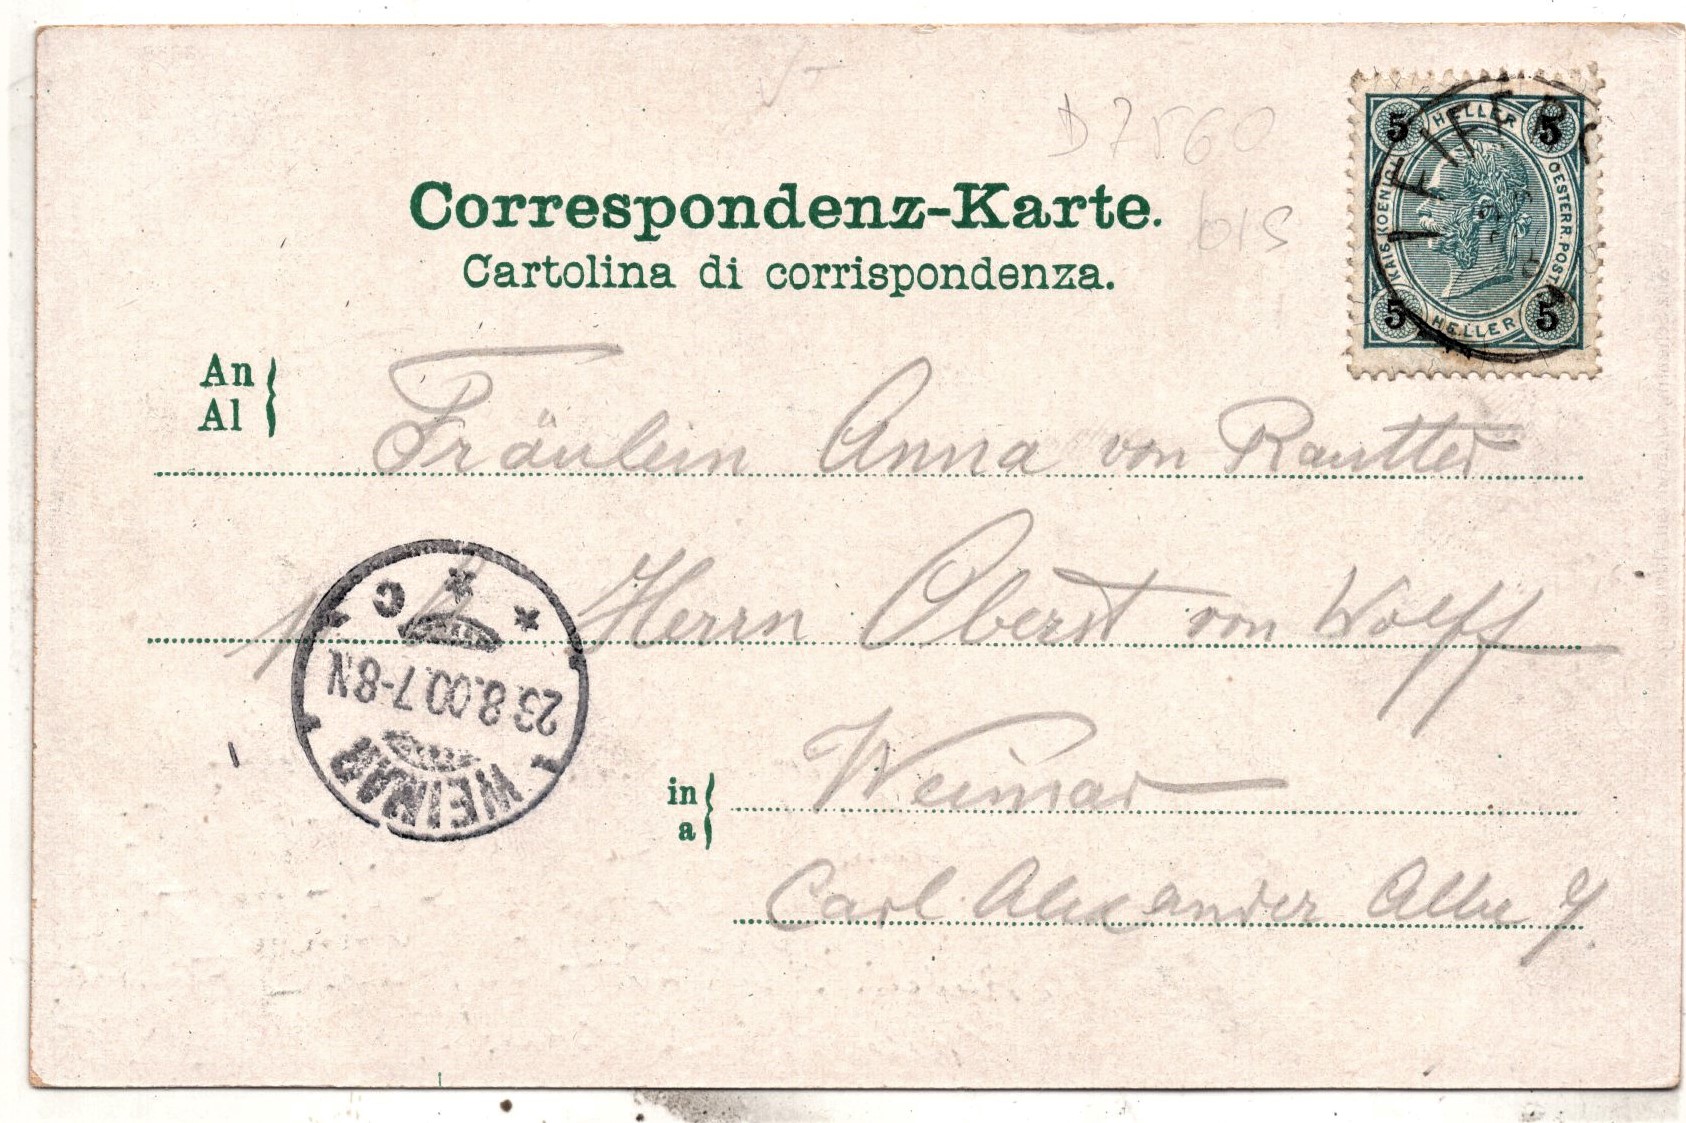 D 7560
bis
Correspondenz-Karte.
Cartolina di corrispondenza.
5 HELLER 5
KAIS. KOENIGL. OESTERR. POST
5 HELLER 5
An
Al
Fräulein Anna von Rautter
Herrn Oberst von Wolff
in
a
Weimar
Carl Alexander Allee 9.
WEIMAR
23.8.00.7-8N.
* * C